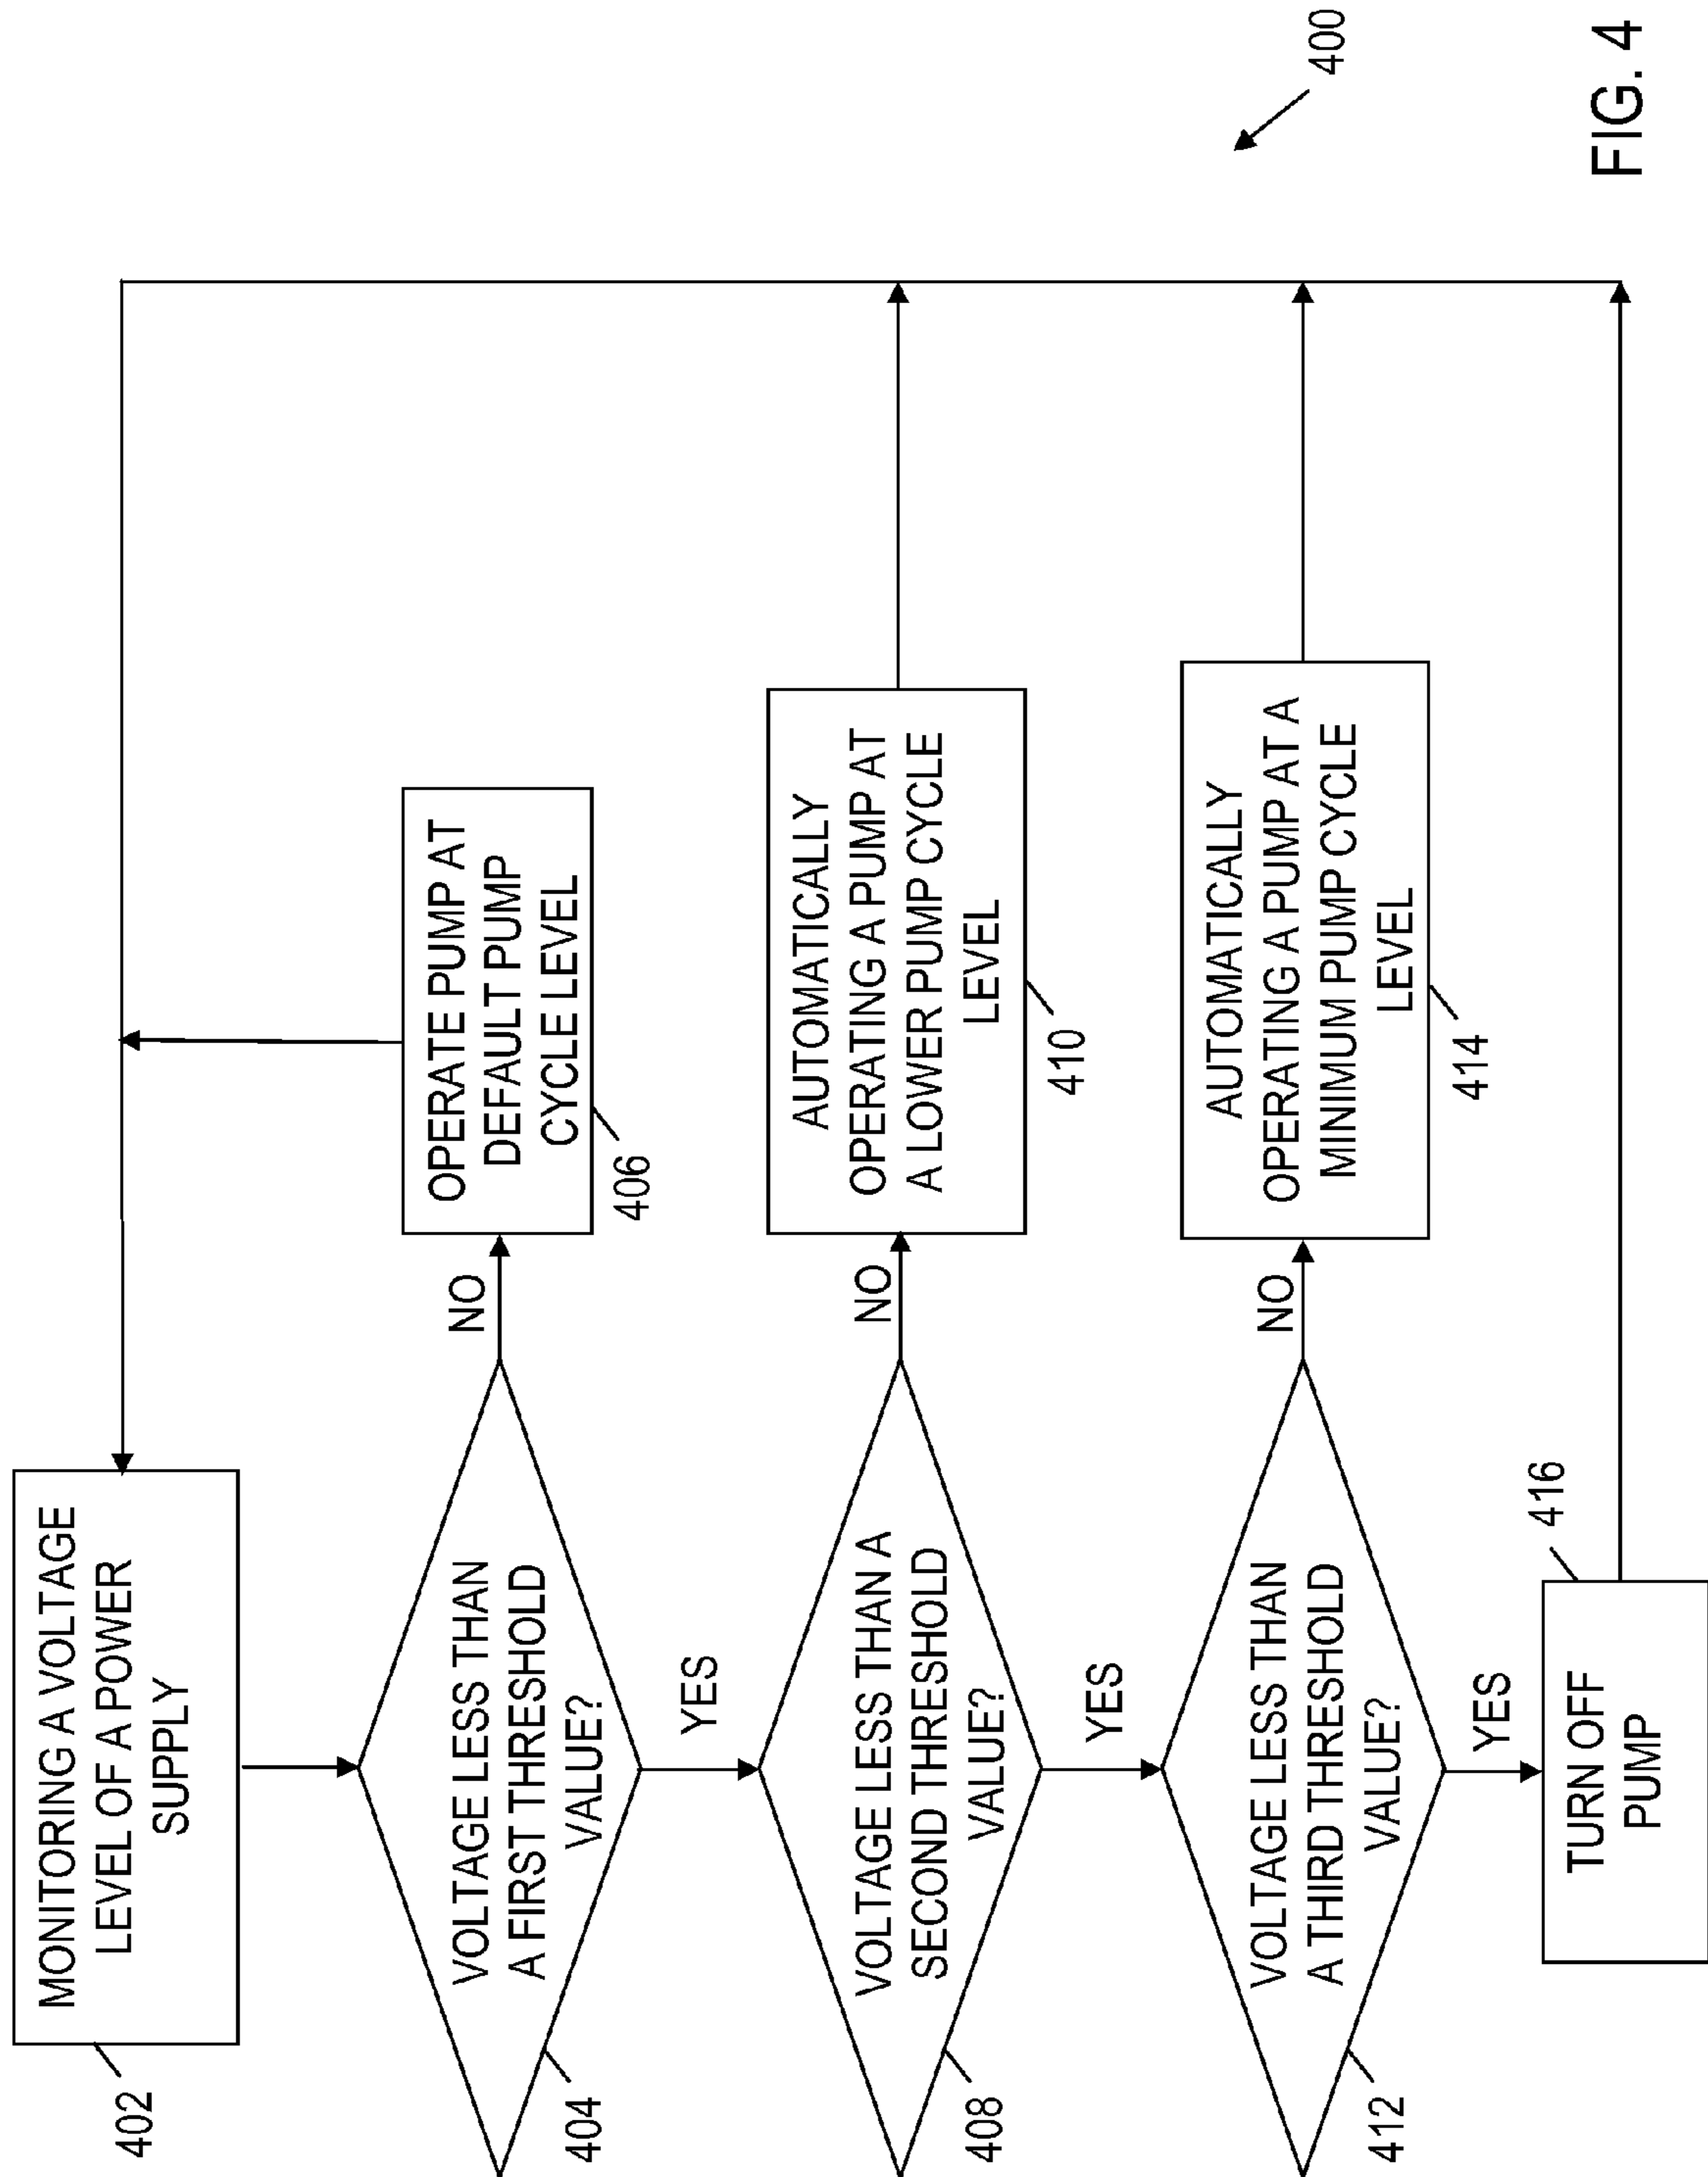 MONITORING A VOLTAGE
LEVEL OF A POWER
SUPPLY
402
VOLTAGE LESS THAN
A FIRST THRESHOLD
VALUE?
404
NO
OPERATE PUMP AT
DEFAULT PUMP
CYCLE LEVEL
406
YES
VOLTAGE LESS THAN A
SECOND THRESHOLD
VALUE?
408
NO
AUTOMATICALLY
OPERATING A PUMP AT
A LOWER PUMP CYCLE
LEVEL
410
YES
VOLTAGE LESS THAN
A THIRD THRESHOLD
VALUE?
412
NO
AUTOMATICALLY
OPERATING A PUMP AT A
MINIMUM PUMP CYCLE
LEVEL
414
YES
TURN OFF
PUMP
416
400
FIG. 4